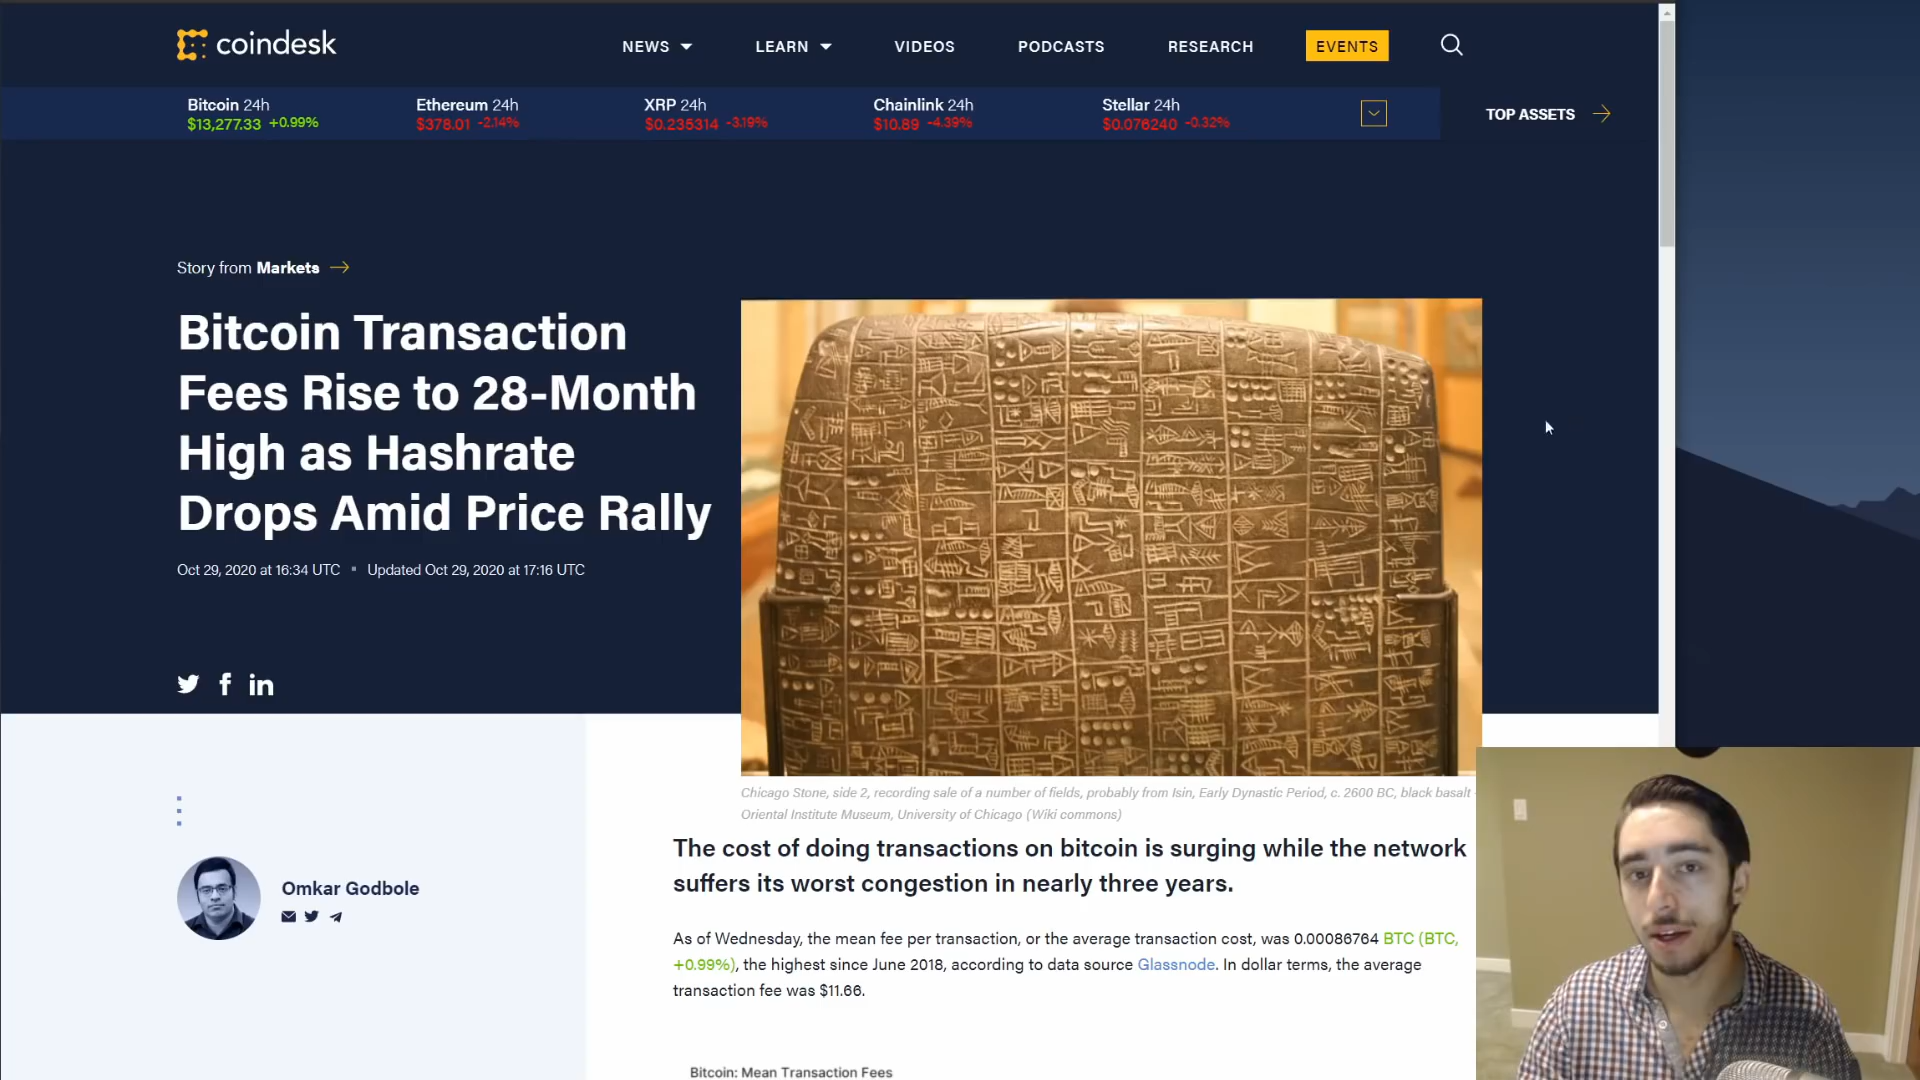 coindesk
NEWS
LEARN
VIDEOS
PODCASTS
RESEARCH
EVENTS
Bitcoin 24h
$13,277.33 +0.99%
Ethereum 24h
$378.01 -2.14%
XRP 24h
$0.235314 -3.19%
Chainlink 24h
$10.89 -4.39%
Stellar 24h
$0.076240 -0.32%
TOP ASSETS
Story from Markets
Bitcoin Transaction
Fees Rise to 28-Month
High as Hashrate
Drops Amid Price Rally
Oct 29, 2020 at 16:34 UTC ▪ Updated Oct 29, 2020 at 17:16 UTC
Chicago Stone, side 2, recording sale of a number of fields, probably from Isin, Early Dynastic Period, c. 2600 BC, black basalt -
Oriental Institute Museum, University of Chicago (Wiki commons)
Omkar Godbole
The cost of doing transactions on bitcoin is surging while the network
suffers its worst congestion in nearly three years.
As of Wednesday, the mean fee per transaction, or the average transaction cost, was 0.00086764 BTC (BTC,
+0.99%), the highest since June 2018, according to data source Glassnode. In dollar terms, the average
transaction fee was $11.66.
Bitcoin: Mean Transaction Fees